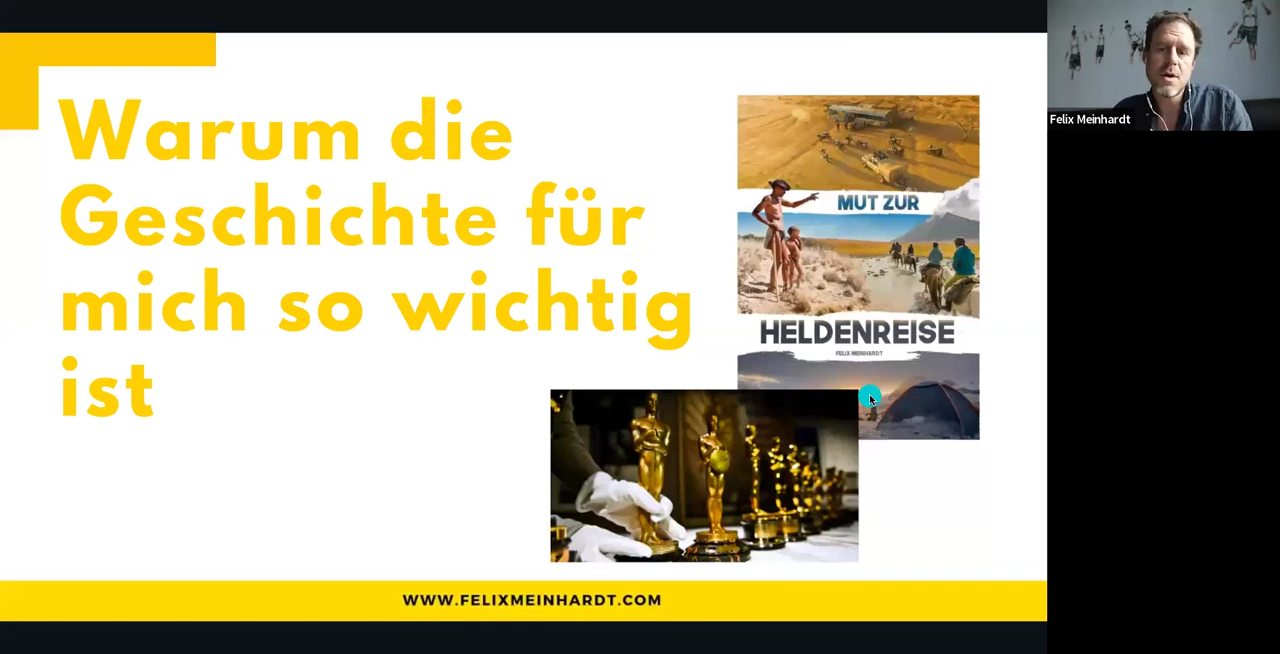 Warum die
Geschichte für
mich so wichtig
ist
MUT ZUR
HELDENREISE
FELIX MEINHARDT
WWW.FELIXMEINHARDT.COM
Felix Meinhardt